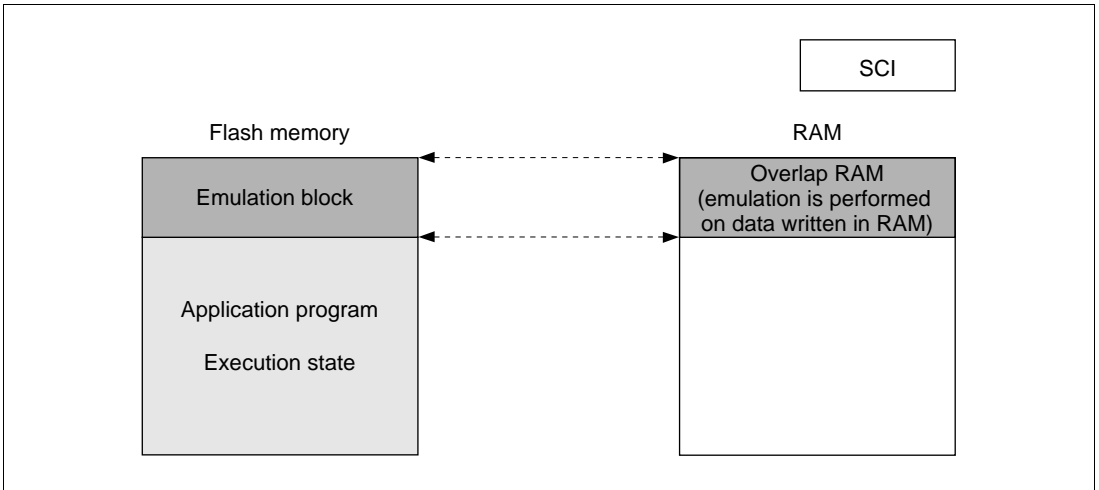 SCI
Flash memory
RAM
Emulation block
Overlap RAM
(emulation is performed
on data written in RAM)
Application program
Execution state